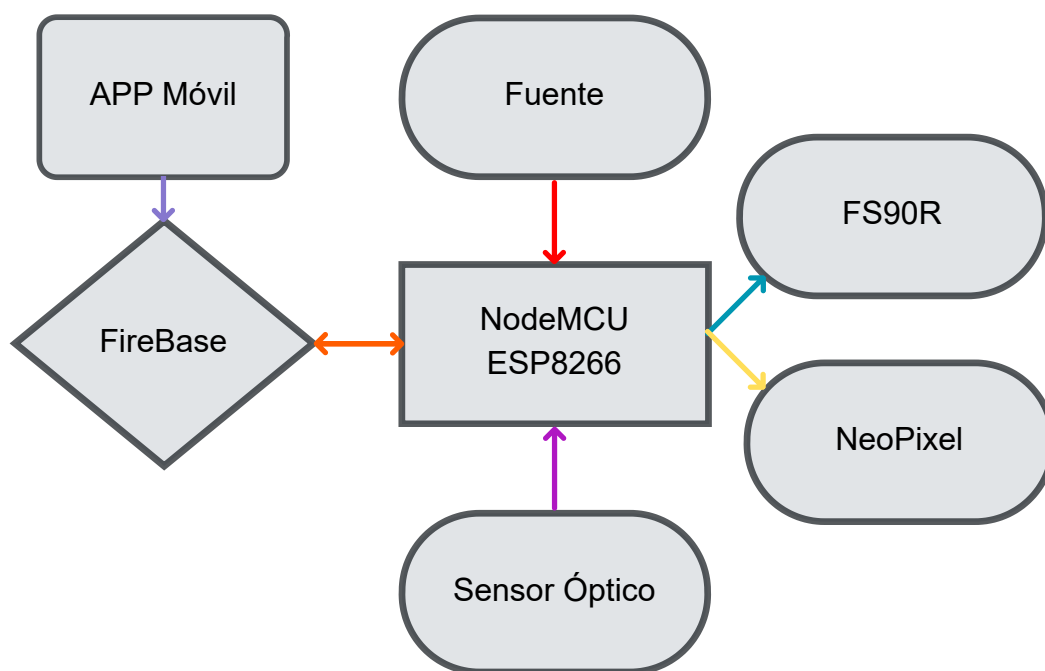 APP Móvil
Fuente
FS90R
FireBase
NodeMCU
ESP8266
NeoPixel
Sensor Óptico